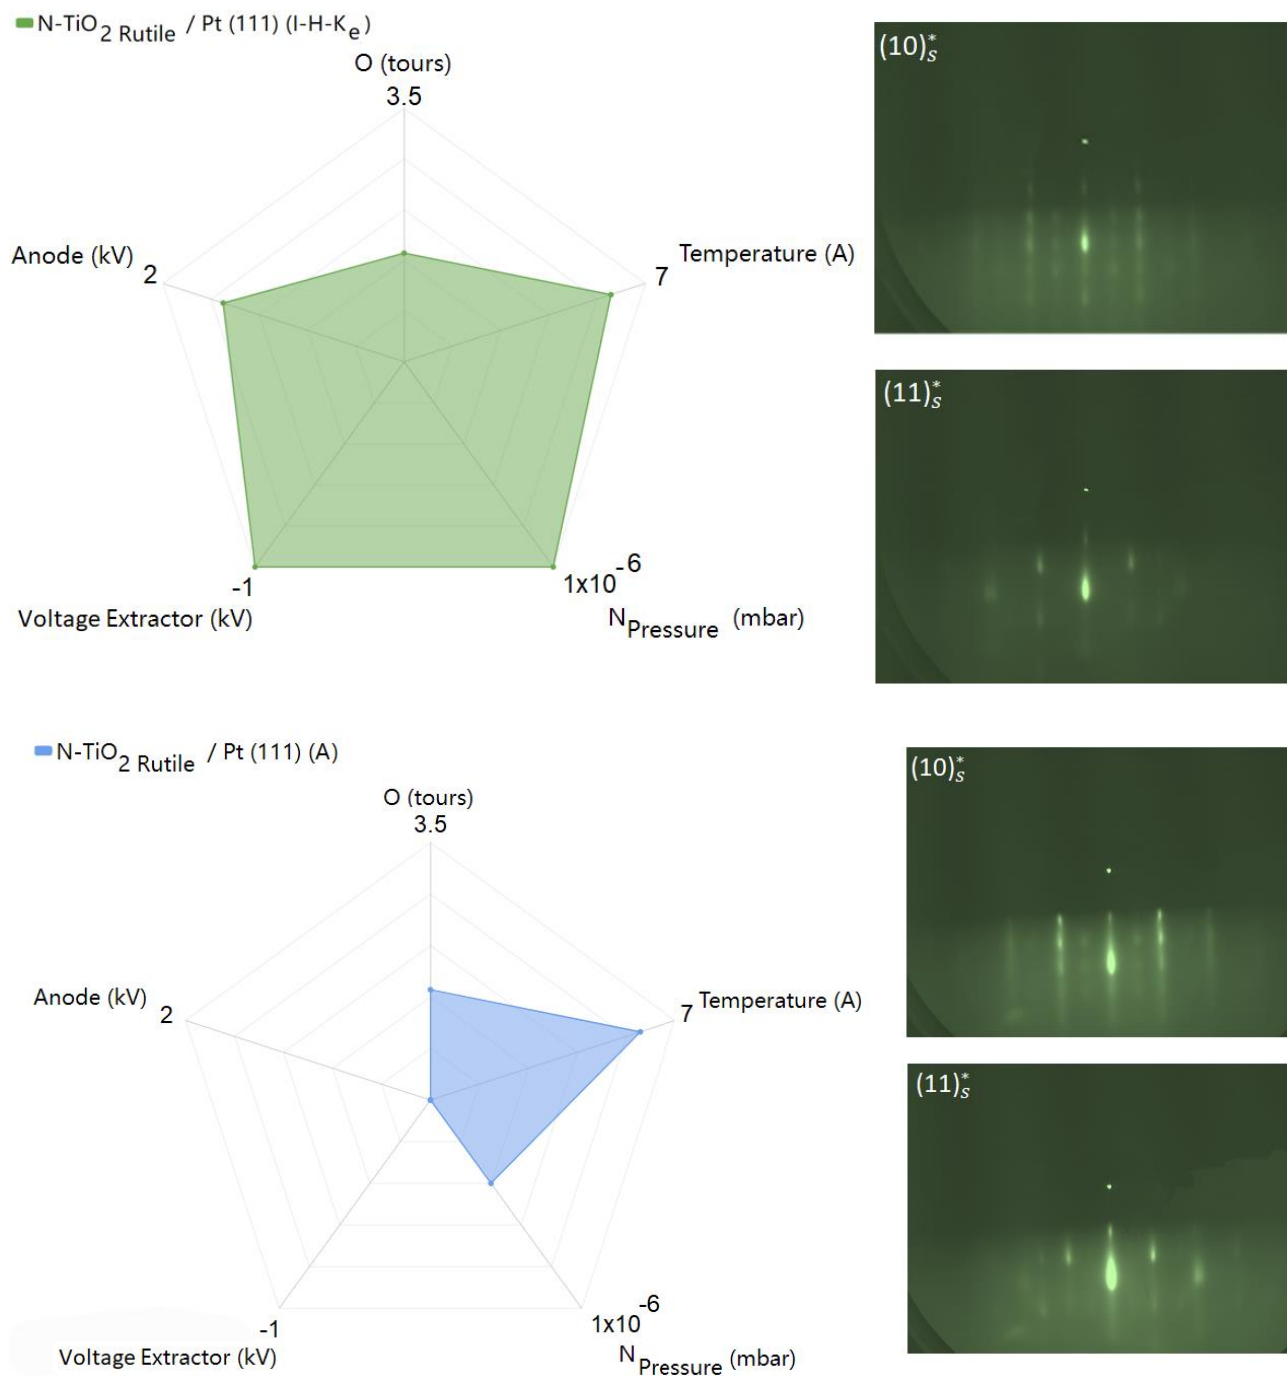 N-TiO2 Rutile / Pt (111) (I-H-Ke)
O (tours)
3.5
(10)*s
Anode (kV)
2
Temperature (A)
7
(11)*s
-1
1x10-6
Voltage Extractor (kV)
NPressure (mbar)
N-TiO2 Rutile / Pt (111) (A)
O (tours)
3.5
(10)*s
Anode (kV)
2
7
Temperature (A)
(11)*s
-1
1x10-6
Voltage Extractor (kV)
NPressure (mbar)